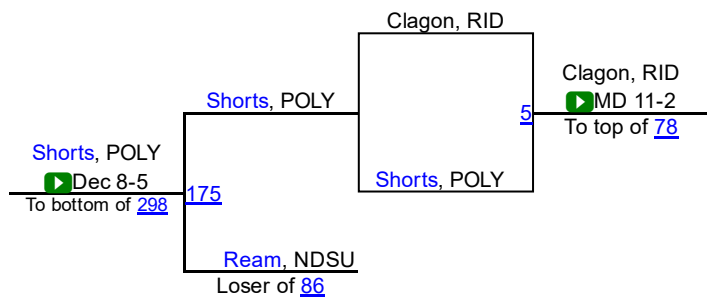 Clagon, RID
Clagon, RID
MD 11-2
5
To top of 78
Shorts, POLY
Shorts, POLY
Dec 8-5
To bottom of 298
175
Shorts, POLY
Ream, NDSU
Loser of 86